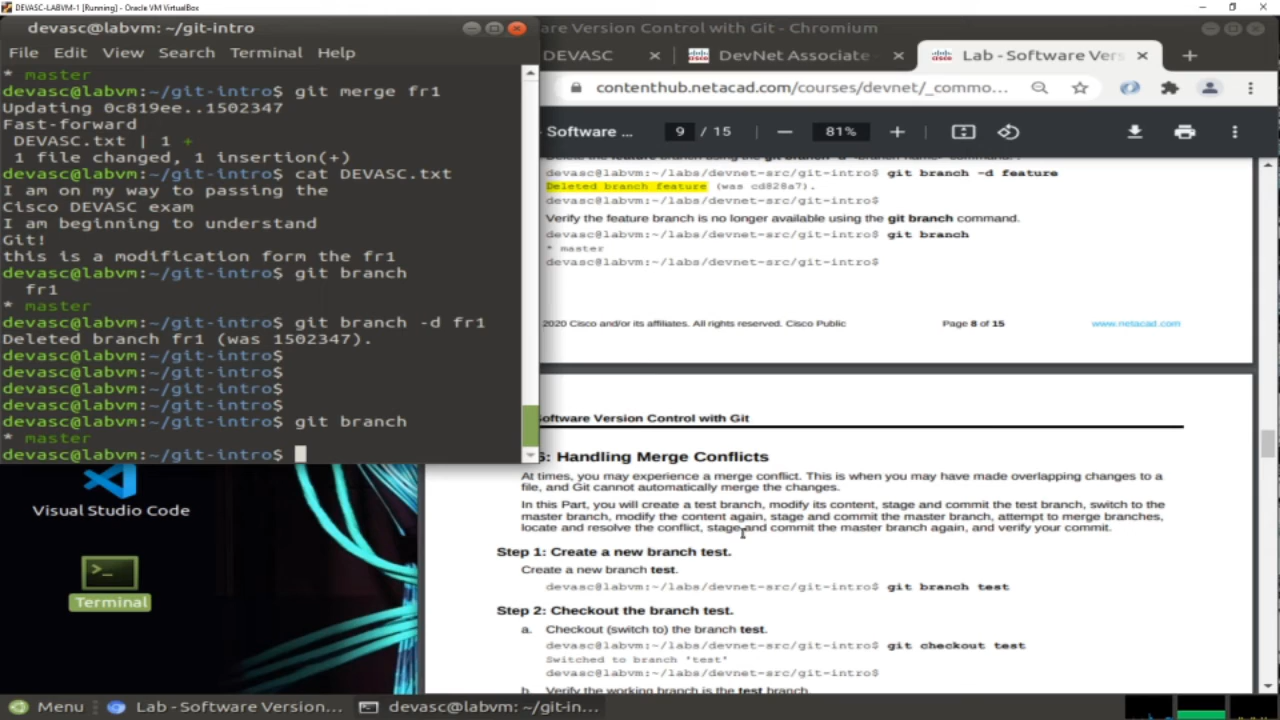 DEVASC-LABVM-1 [Running] - Oracle VM VirtualBox
devasc@labvm: ~/git-intro
File Edit View Search Terminal Help
* master
devasc@labvm:~/git-intro$ git merge fr1
Updating 0c819ee..1502347
Fast-forward
DEVASC.txt | 1 +
1 file changed, 1 insertion(+)
devasc@labvm:~/git-intro$ cat DEVASC.txt
I am on my way to passing the
Cisco DEVASC exam
I am beginning to understand
Git!
this is a modification form the fr1
devasc@labvm:~/git-intro$ git branch
fr1
* master
devasc@labvm:~/git-intro$ git branch -d fr1
Deleted branch fr1 (was 1502347).
devasc@labvm:~/git-intro$
devasc@labvm:~/git-intro$
devasc@labvm:~/git-intro$
devasc@labvm:~/git-intro$
devasc@labvm:~/git-intro$ git branch
* master
devasc@labvm:~/git-intro$
Visual Studio Code
Terminal
are Version Control with Git - Chromium
DEVASC
DevNet Associate
Lab - Software Vers
contenthub.netacad.com/courses/devnet/_commo...
Software ...
9 / 15
81%
devasc@labvm:~/labs/devnet-src/git-intro$ git branch -d feature
Deleted branch feature (was cd828a7).
devasc@labvm:~/labs/devnet-src/git-intro$
Verify the feature branch is no longer available using the git branch command.
devasc@labvm:~/labs/devnet-src/git-intro$ git branch
* master
devasc@labvm:~/labs/devnet-src/git-intro$
2020 Cisco and/or its affiliates. All rights reserved. Cisco Public Page 8 of 15 www.netacad.com
Software Version Control with Git
6: Handling Merge Conflicts
At times, you may experience a merge conflict. This is when you may have made overlapping changes to a
file, and Git cannot automatically merge the changes.
In this Part, you will create a test branch, modify its content, stage and commit the test branch, switch to the
master branch, modify the content again, stage and commit the master branch, attempt to merge branches,
locate and resolve the conflict, stage and commit the master branch again, and verify your commit.
Step 1: Create a new branch test.
Create a new branch test.
devasc@labvm:~/labs/devnet-src/git-intro$ git branch test
Step 2: Checkout the branch test.
a. Checkout (switch to) the branch test.
devasc@labvm:~/labs/devnet-src/git-intro$ git checkout test
Switched to branch 'test'
devasc@labvm:~/labs/devnet-src/git-intro$
b. Verify the working branch is the test branch.
Menu
Lab - Software Version...
devasc@labvm: ~/git-in...